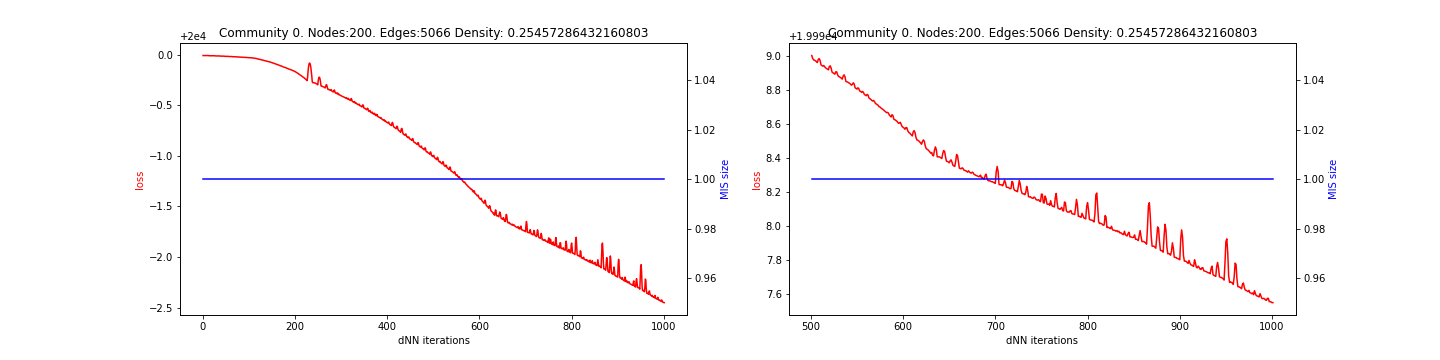 Community 0. Nodes:200. Edges:5066 Density: 0.25457286432160803
+2e4
0.0
−0.5
−1.0
−1.5
−2.0
−2.5
loss
0 200 400 600 800 1000
dNN iterations
1.04
1.02
1.00
0.98
0.96
MIS size
Community 0. Nodes:200. Edges:5066 Density: 0.25457286432160803
+1.999e4
9.0
8.8
8.6
8.4
8.2
8.0
7.8
7.6
loss
500 600 700 800 900 1000
dNN iterations
1.04
1.02
1.00
0.98
0.96
MIS size